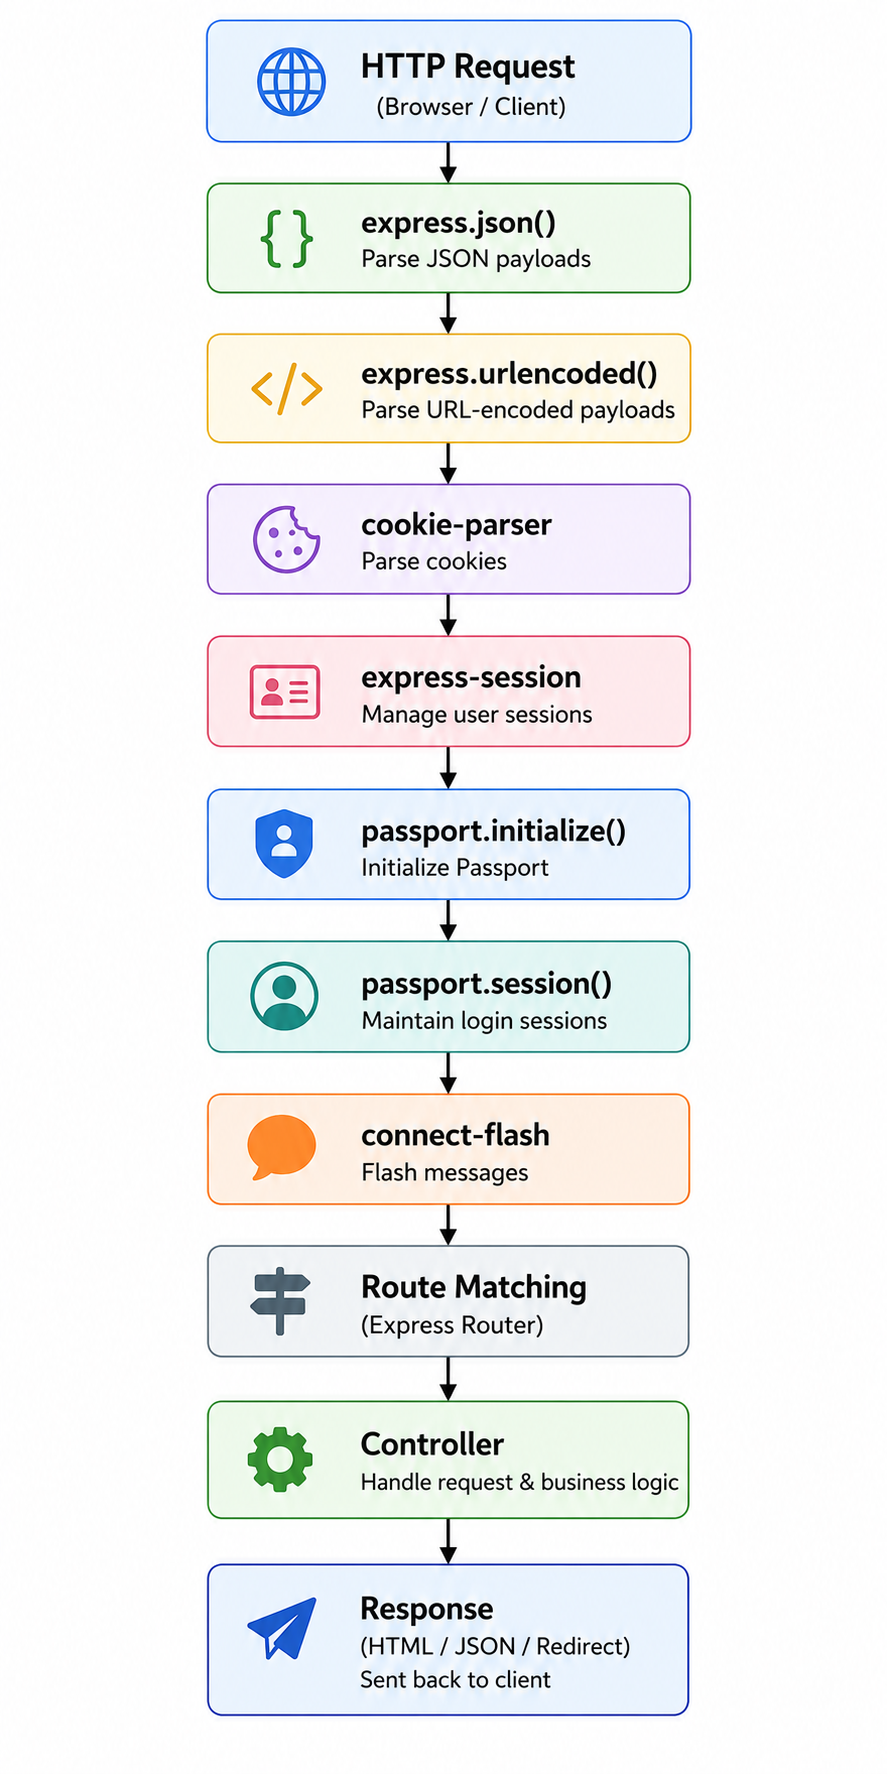 HTTP Request
(Browser / Client)
express.json()
Parse JSON payloads
express.urlencoded()
Parse URL-encoded payloads
cookie-parser
Parse cookies
express-session
Manage user sessions
passport.initialize()
Initialize Passport
passport.session()
Maintain login sessions
connect-flash
Flash messages
Route Matching
(Express Router)
Controller
Handle request & business logic
Response
(HTML / JSON / Redirect)
Sent back to client